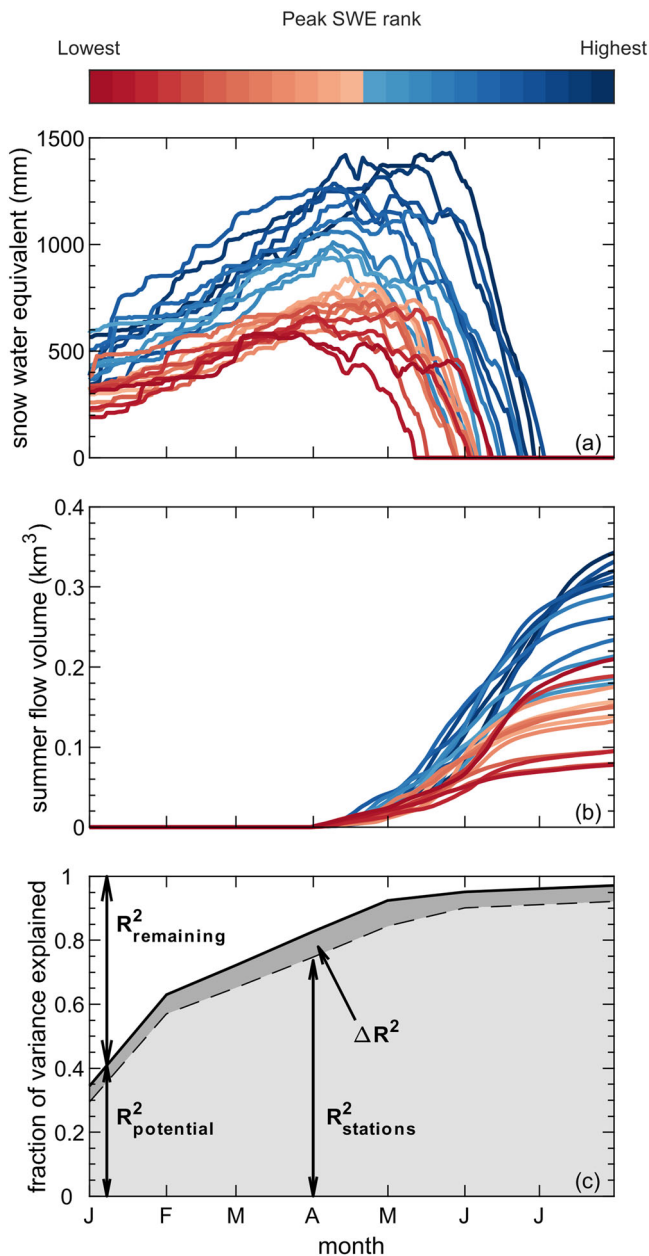 Peak SWE rank
Lowest Highest
snow water equivalent (mm)
1500
1000
500
0
(a)
summer flow volume (km³)
0.4
0.3
0.2
0.1
0
(b)
fraction of variance explained
1
0.8
0.6
0.4
0.2
0
R²remaining
R²potential
R²stations
ΔR²
(c)
J F M A M J J
month